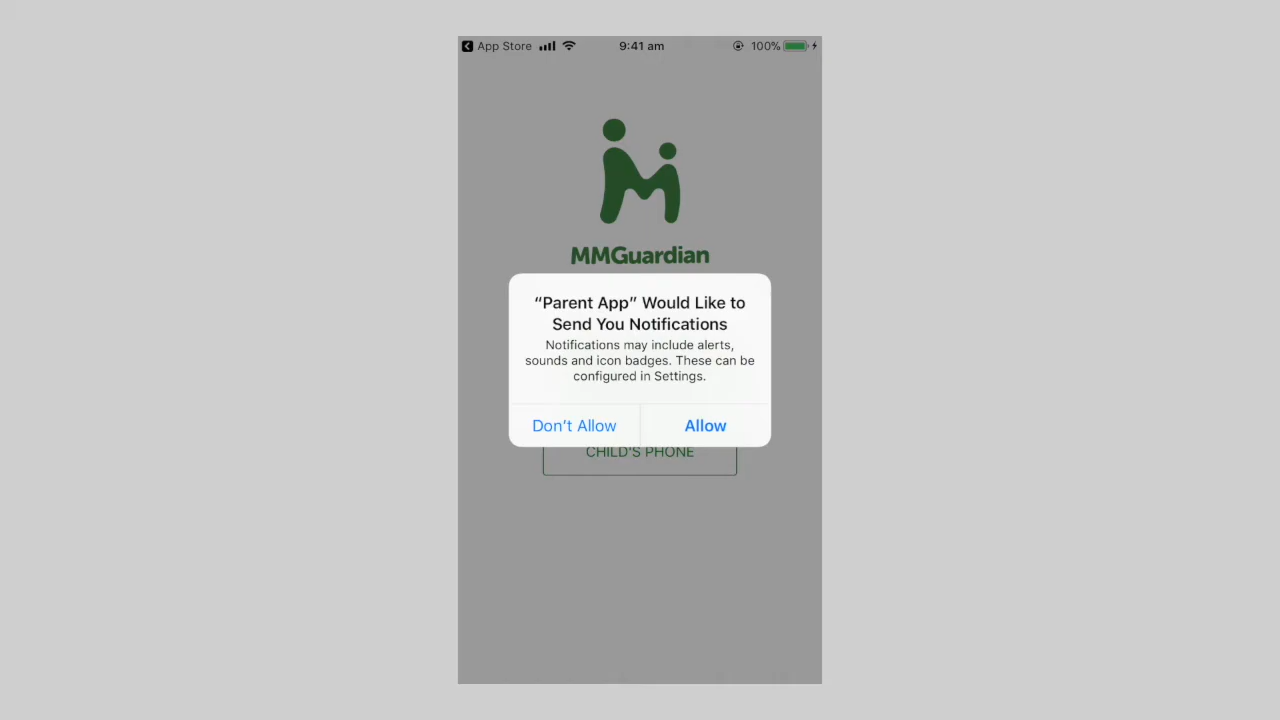 App Store 9:41 am 100%
MMGuardian
“Parent App” Would Like to
Send You Notifications
Notifications may include alerts,
sounds and icon badges. These can be
configured in Settings.
Don’t Allow Allow
CHILD'S PHONE